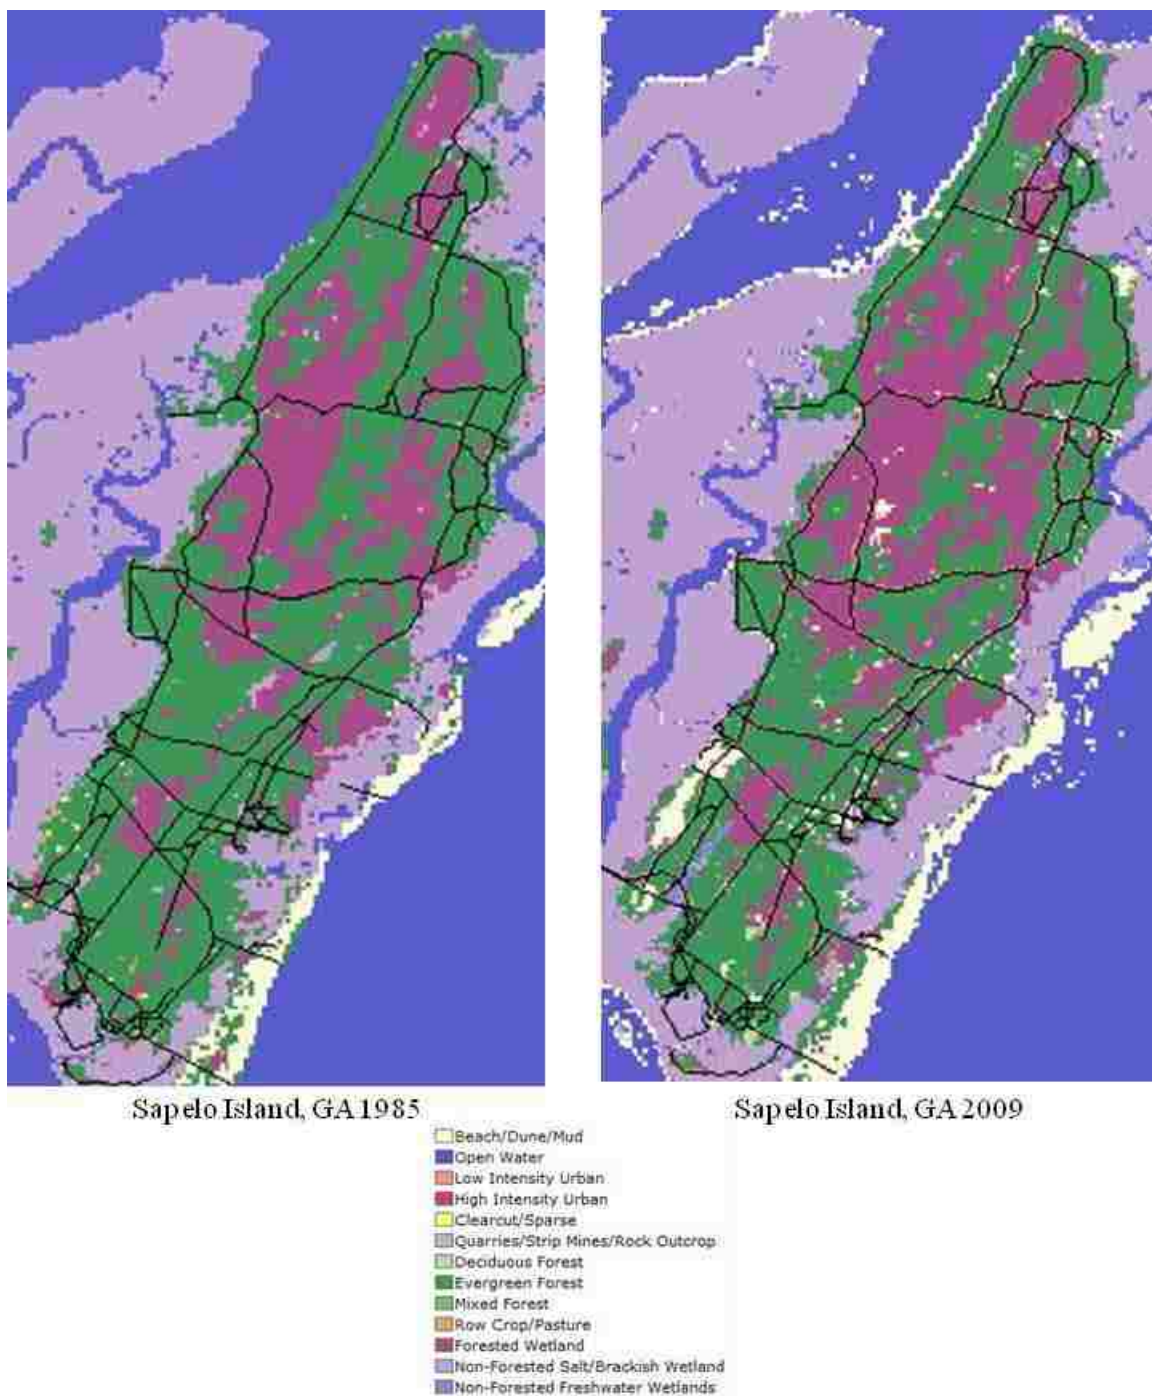 Sapelo Island, GA 1985
Sapelo Island, GA 2009
Beach/Dune/Mud
Open Water
Low Intensity Urban
High Intensity Urban
Clearcut/Sparse
Quarries/Strip Mines/Rock Outcrop
Deciduous Forest
Evergreen Forest
Mixed Forest
Row Crop/Pasture
Forested Wetland
Non-Forested Salt/Brackish Wetland
Non-Forested Freshwater Wetlands